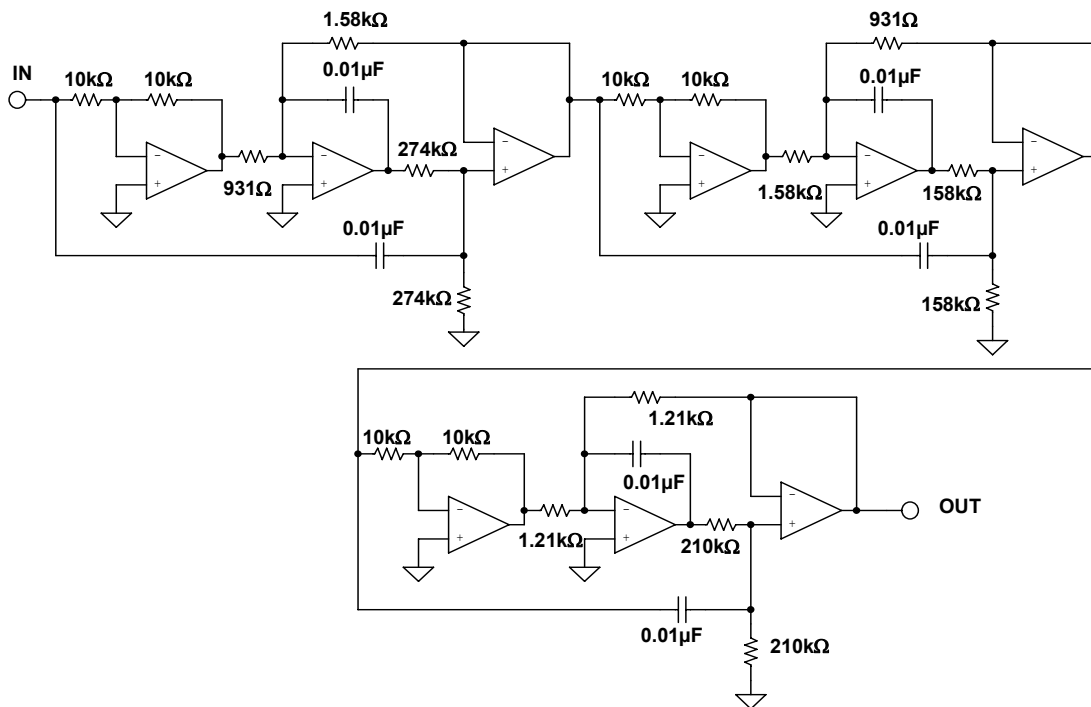 1.58kΩ
931Ω
IN
0.01µF
0.01µF
10kΩ
10kΩ
10kΩ
10kΩ
−
+
931Ω
−
+
274kΩ
−
+
−
+
1.58kΩ
−
+
158kΩ
−
+
0.01µF
0.01µF
274kΩ
158kΩ
1.21kΩ
10kΩ
10kΩ
0.01µF
−
+
1.21kΩ
−
+
210kΩ
−
+
OUT
0.01µF
210kΩ